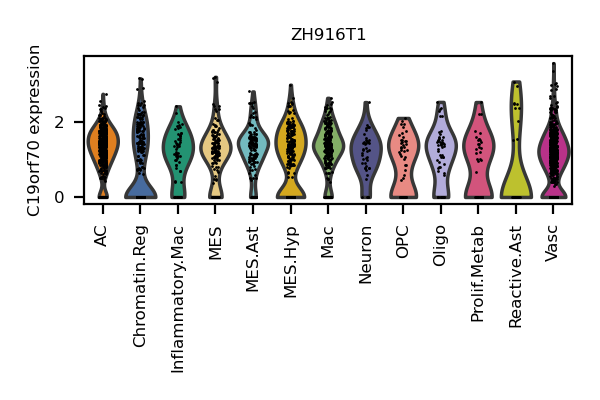 ZH916T1
C19orf70 expression
2
0
AC
Chromatin.Reg
Inflammatory.Mac
MES
MES.Ast
MES.Hyp
Mac
Neuron
OPC
Oligo
Prolif.Metab
Reactive.Ast
Vasc